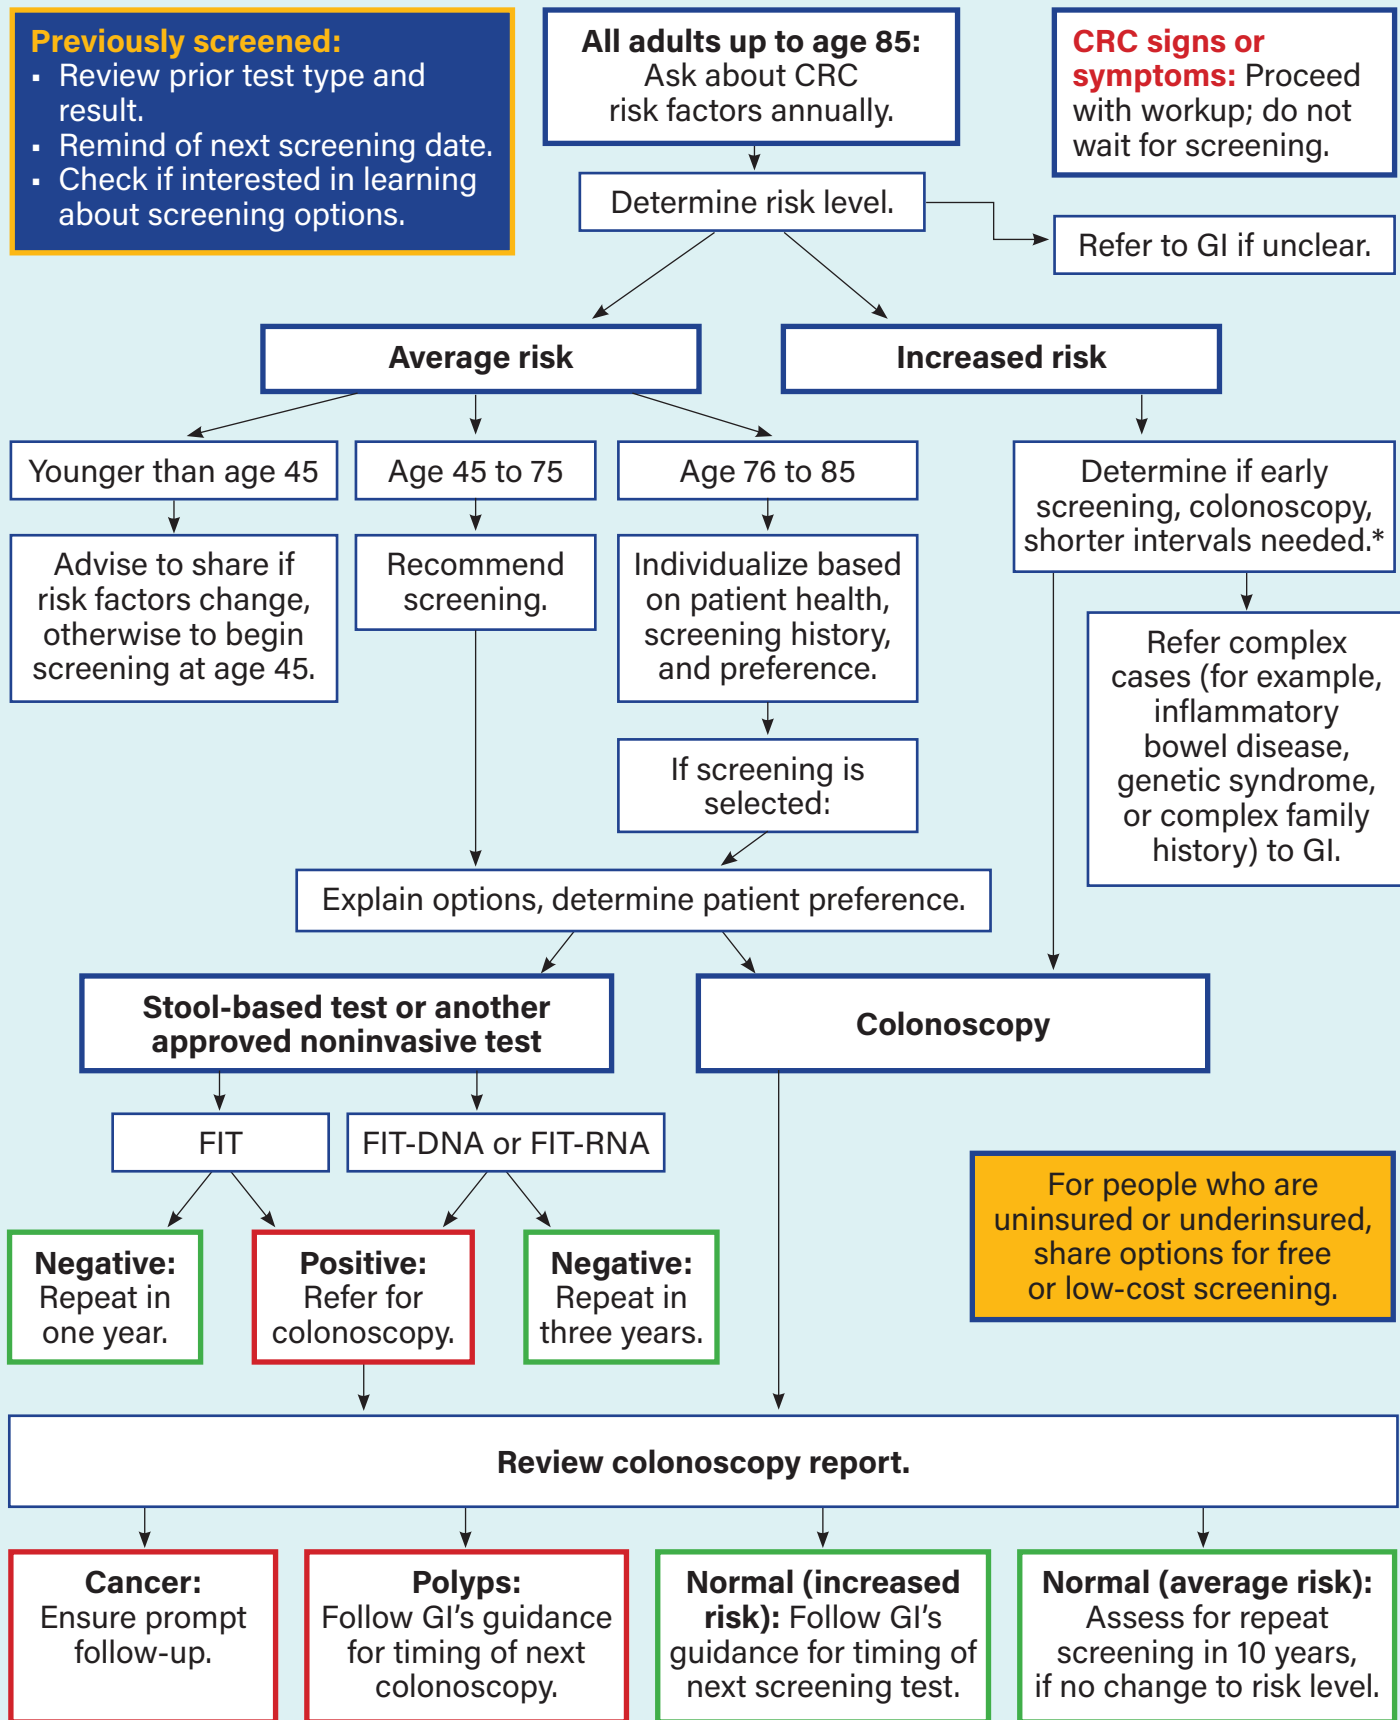 Previously screened:
▪ Review prior test type and
result.
▪ Remind of next screening date.
▪ Check if interested in learning
about screening options.
All adults up to age 85:
Ask about CRC
risk factors annually.
CRC signs or
symptoms: Proceed
with workup; do not
wait for screening.
Determine risk level.
Refer to GI if unclear.
Average risk
Increased risk
Younger than age 45
Age 45 to 75
Age 76 to 85
Determine if early
screening, colonoscopy,
shorter intervals needed.*
Advise to share if
risk factors change,
otherwise to begin
screening at age 45.
Recommend
screening.
Individualize based
on patient health,
screening history,
and preference.
Refer complex
cases (for example,
inflammatory
bowel disease,
genetic syndrome,
or complex family
history) to GI.
If screening is
selected:
Explain options, determine patient preference.
Stool-based test or another
approved noninvasive test
Colonoscopy
FIT
FIT-DNA or FIT-RNA
For people who are
uninsured or underinsured,
share options for free
or low-cost screening.
Negative:
Repeat in
one year.
Positive:
Refer for
colonoscopy.
Negative:
Repeat in
three years.
Review colonoscopy report.
Cancer:
Ensure prompt
follow-up.
Polyps:
Follow GI's guidance
for timing of next
colonoscopy.
Normal (increased
risk): Follow GI's
guidance for timing of
next screening test.
Normal (average risk):
Assess for repeat
screening in 10 years,
if no change to risk level.